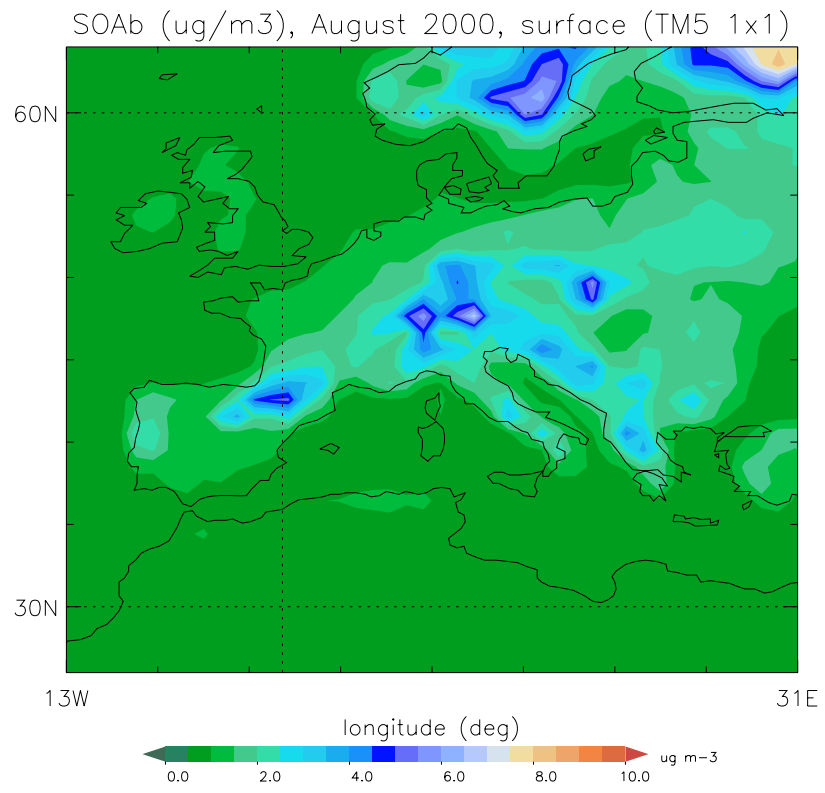 SOAb (ug/m3), August 2000, surface (TM5 1x1)
60N
30N
13W 31E
longitude (deg)
0.0 2.0 4.0 6.0 8.0 10.0 ug m-3